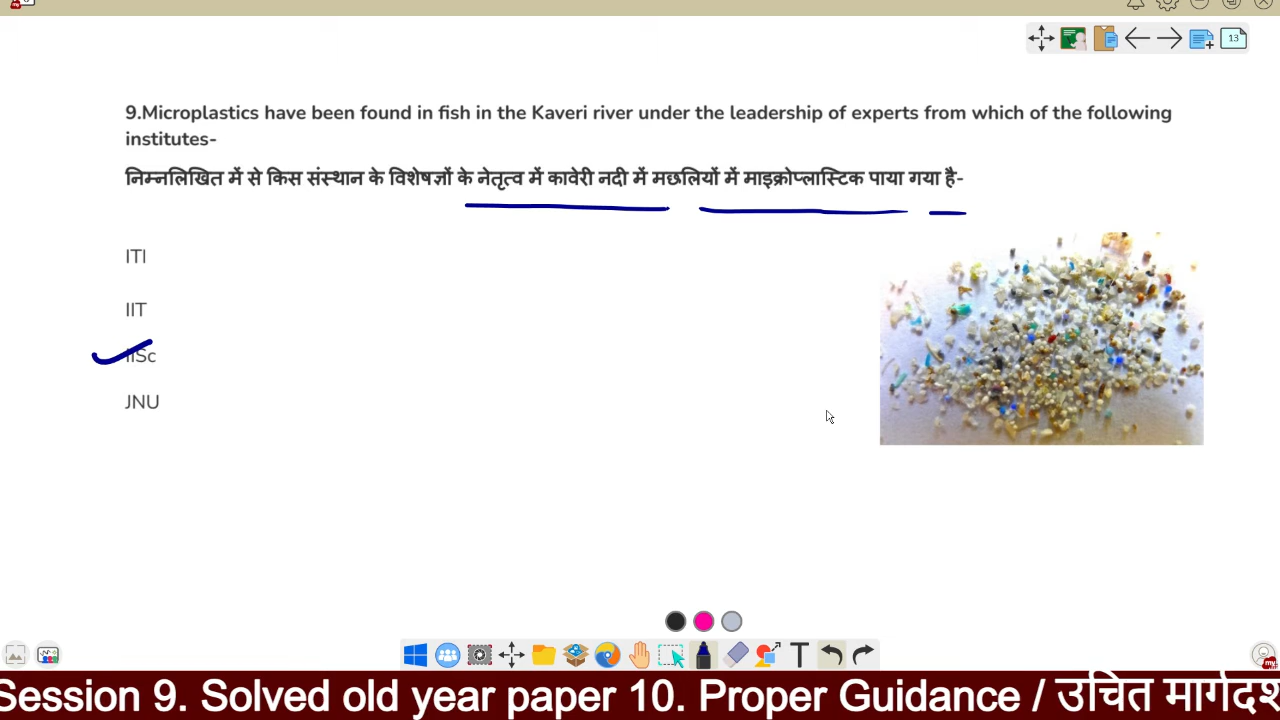 13
9.Microplastics have been found in fish in the Kaveri river under the leadership of experts from which of the following
institutes-
निम्नलिखित में से किस संस्थान के विशेषज्ञों के नेतृत्व में कावेरी नदी में मछलियों में माइक्रोप्लास्टिक पाया गया है-
ITI
IIT
IISc
JNU
Session 9. Solved old year paper 10. Proper Guidance / उचित मार्गदर्श